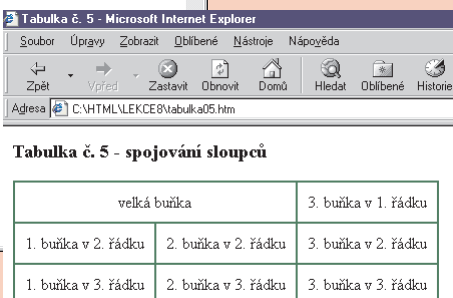 Tabulka č. 5 - Microsoft Internet Explorer
Soubor Úpravy Zobrazit Oblíbené Nástroje Nápověda
Zpět Vpřed Zastavit Obnovit Domů Hledat Oblíbené Historie
Adresa C:\HTML\LEKCE8\tabulka05.htm
Tabulka č. 5 - spojování sloupců
velká buňka 3. buňka v 1. řádku
1. buňka v 2. řádku 2. buňka v 2. řádku 3. buňka v 2. řádku
1. buňka v 3. řádku 2. buňka v 3. řádku 3. buňka v 3. řádku